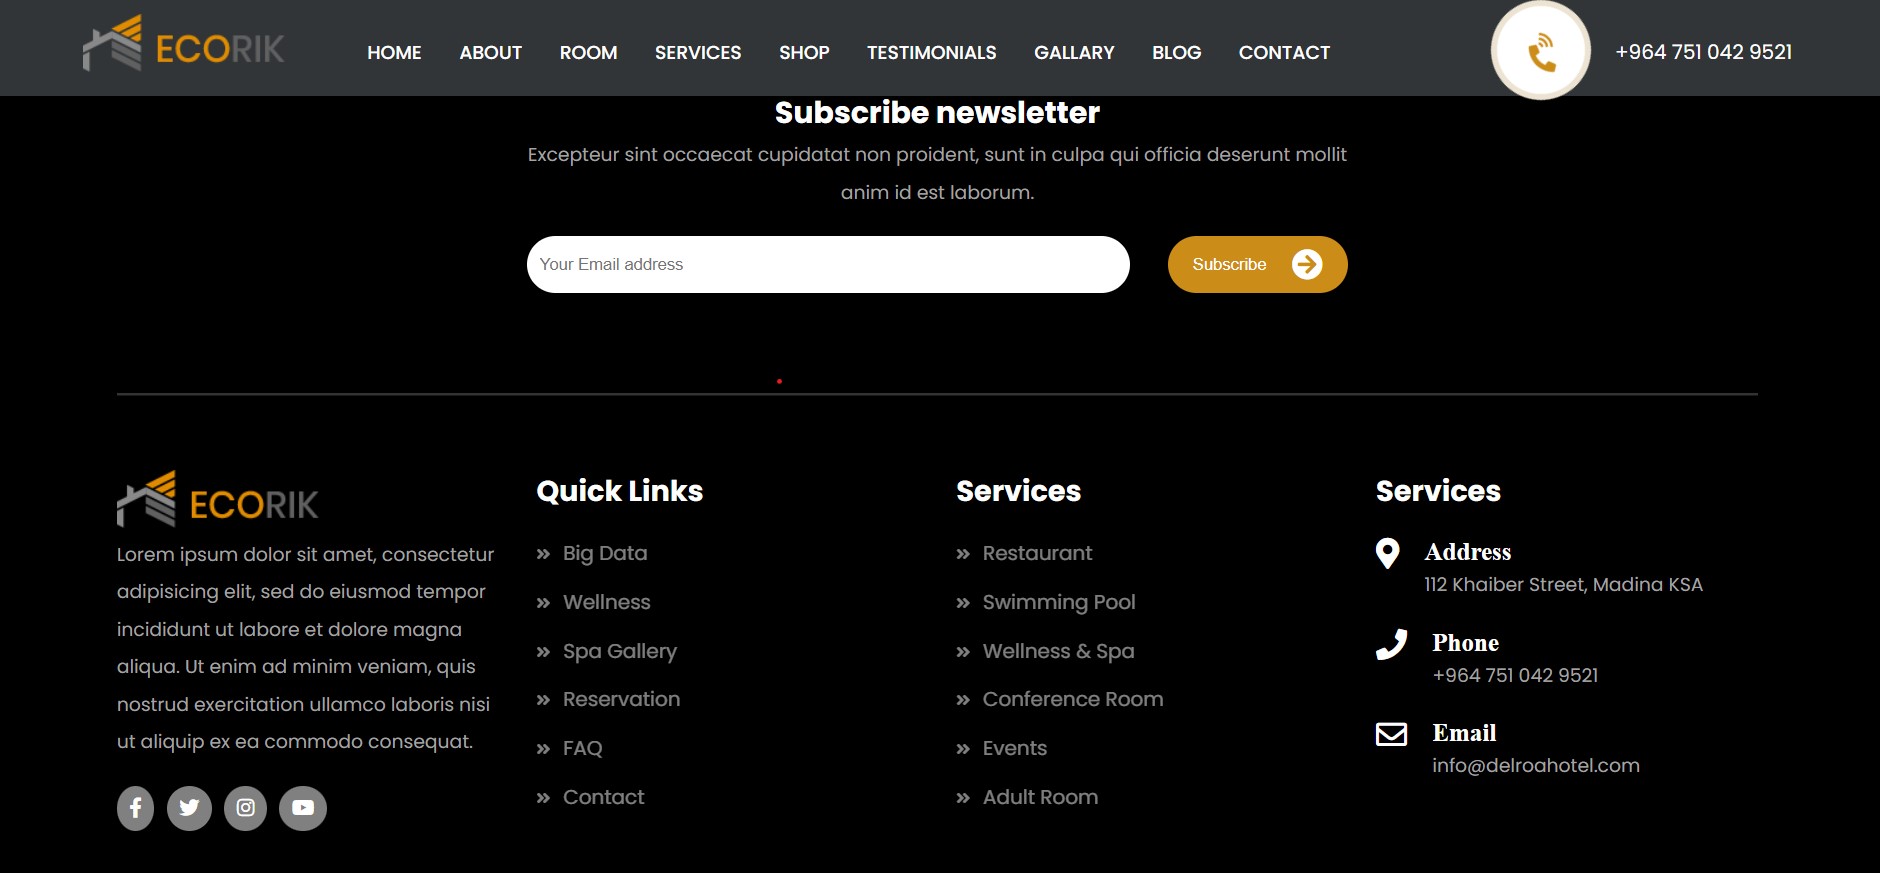 ECORIK
HOME ABOUT ROOM SERVICES SHOP TESTIMONIALS GALLARY BLOG CONTACT
+964 751 042 9521
Subscribe newsletter
Excepteur sint occaecat cupidatat non proident, sunt in culpa qui officia deserunt mollit
anim id est laborum.
Your Email address
Subscribe
ECORIK
Lorem ipsum dolor sit amet, consectetur
adipisicing elit, sed do eiusmod tempor
incididunt ut labore et dolore magna
aliqua. Ut enim ad minim veniam, quis
nostrud exercitation ullamco laboris nisi
ut aliquip ex ea commodo consequat.
Quick Links
Big Data
Wellness
Spa Gallery
Reservation
FAQ
Contact
Services
Restaurant
Swimming Pool
Wellness & Spa
Conference Room
Events
Adult Room
Services
Address
112 Khaiber Street, Madina KSA
Phone
+964 751 042 9521
Email
info@delroahotel.com